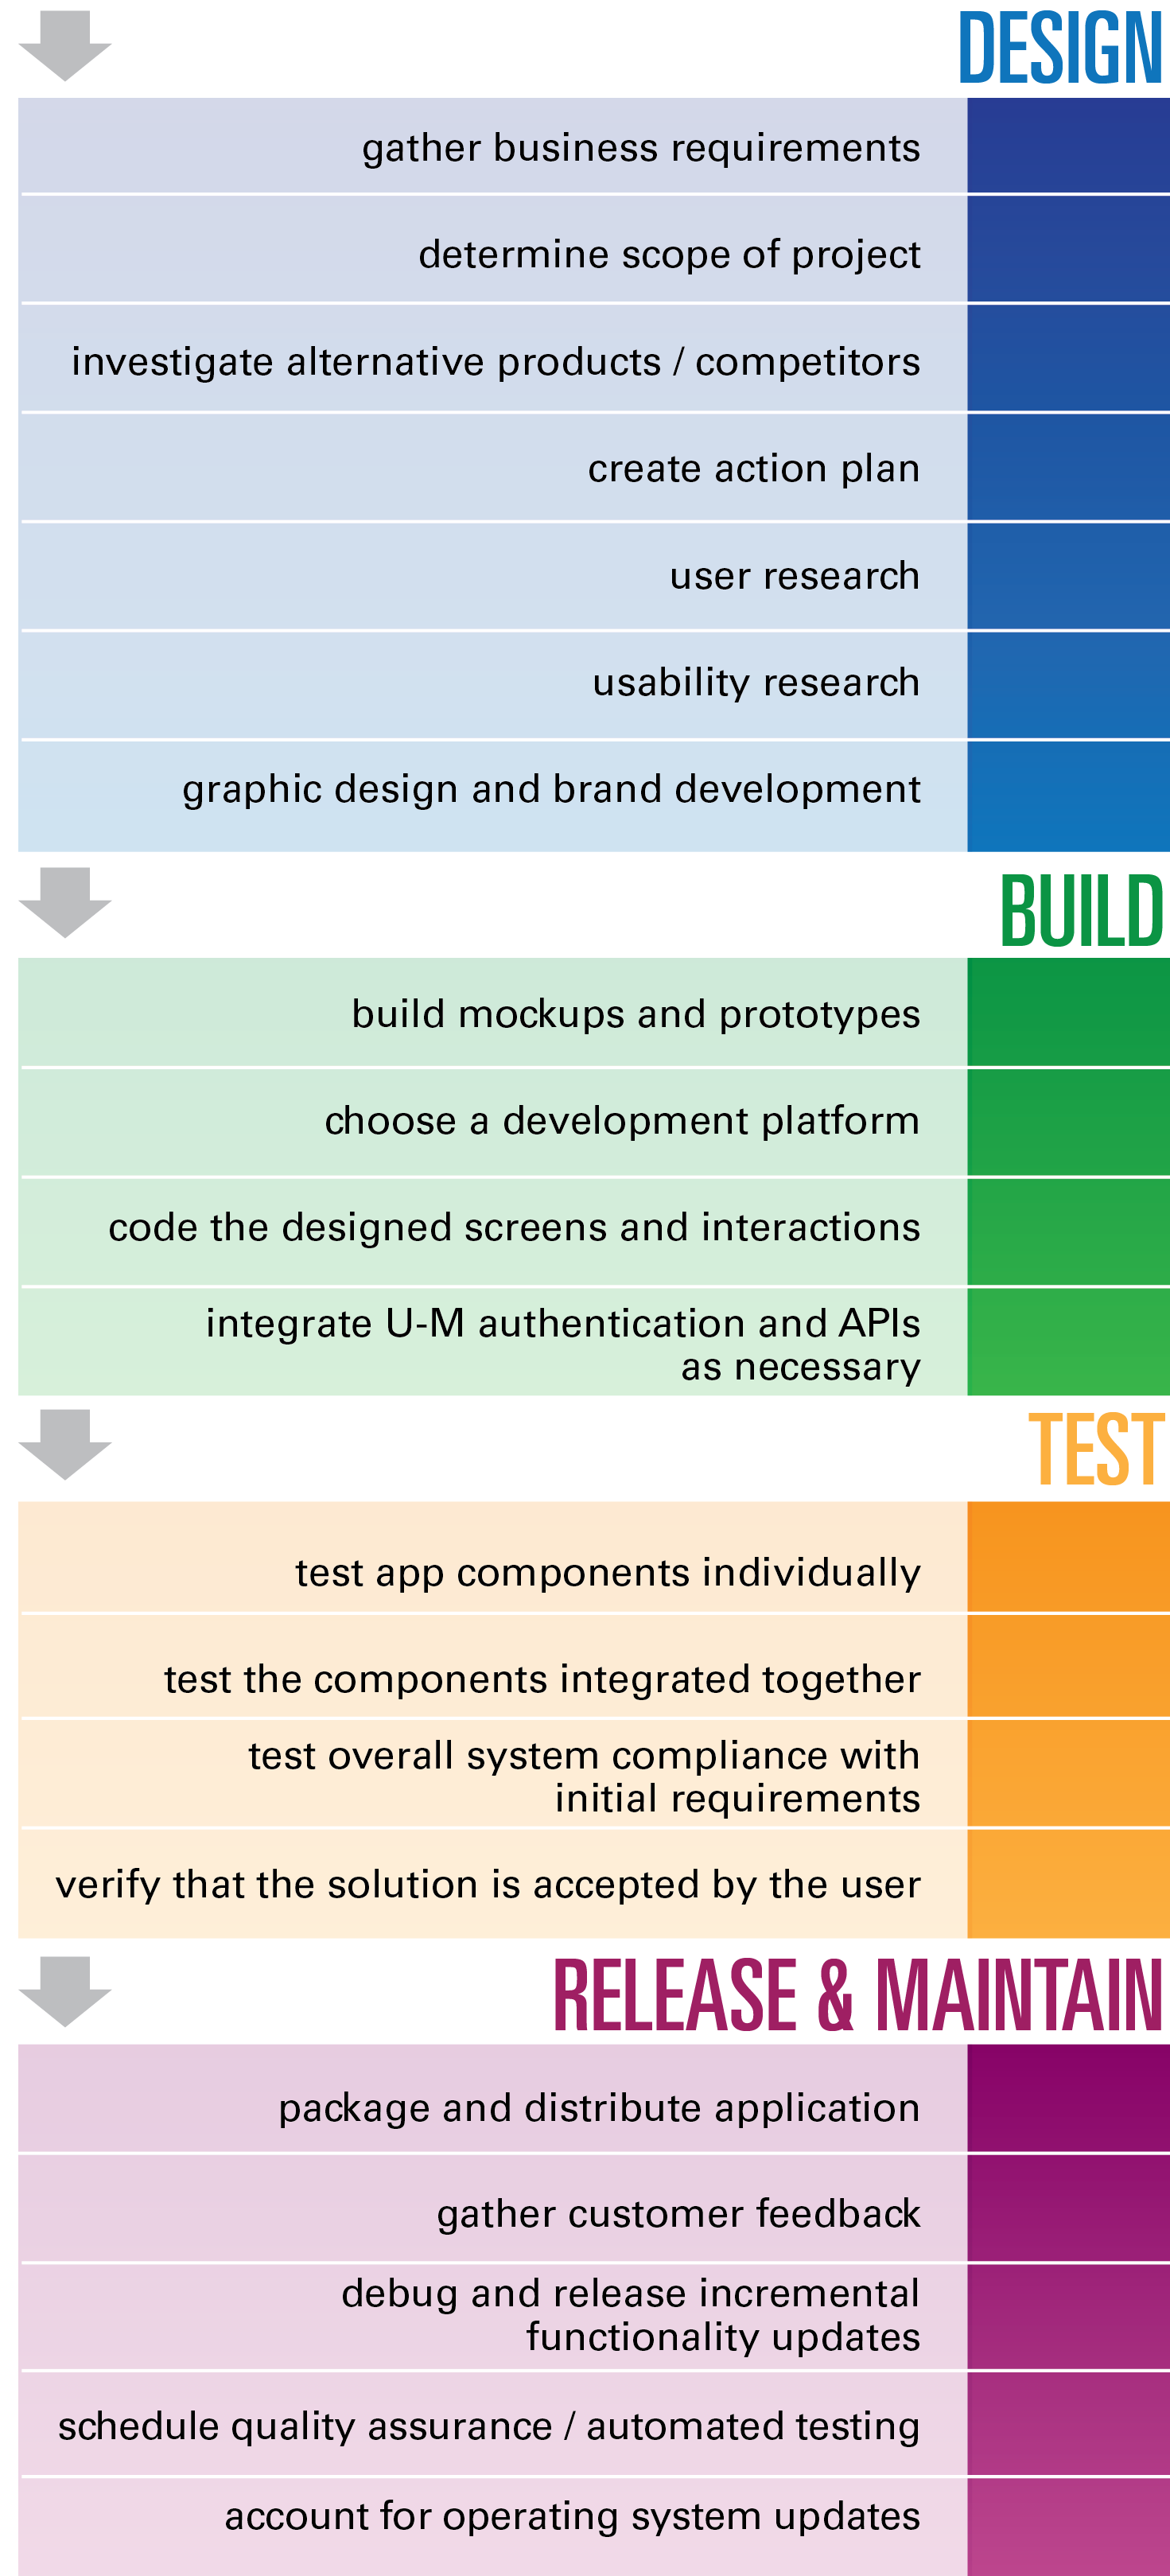 DESIGN
gather business requirements
determine scope of project
investigate alternative products / competitors
create action plan
user research
usability research
graphic design and brand development
BUILD
build mockups and prototypes
choose a development platform
code the designed screens and interactions
integrate U-M authentication and APIs
as necessary
TEST
test app components individually
test the components integrated together
test overall system compliance with
initial requirements
verify that the solution is accepted by the user
RELEASE & MAINTAIN
package and distribute application
gather customer feedback
debug and release incremental
functionality updates
schedule quality assurance / automated testing
account for operating system updates